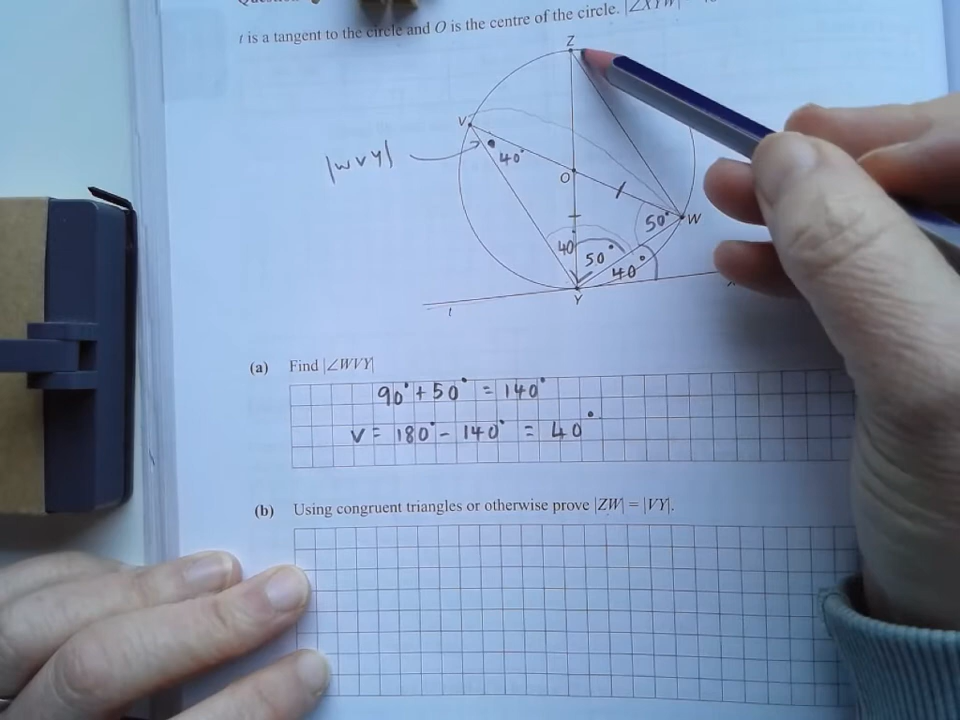 t is a tangent to the circle and O is the centre of the circle.
Z
V
|WVY|
40°
O
W
50°
40
50°
40°
Y
t
(a) Find |∠WVY|
90° + 50° = 140°
V = 180° - 140° = 40°
(b) Using congruent triangles or otherwise prove |ZW| = |VY|.